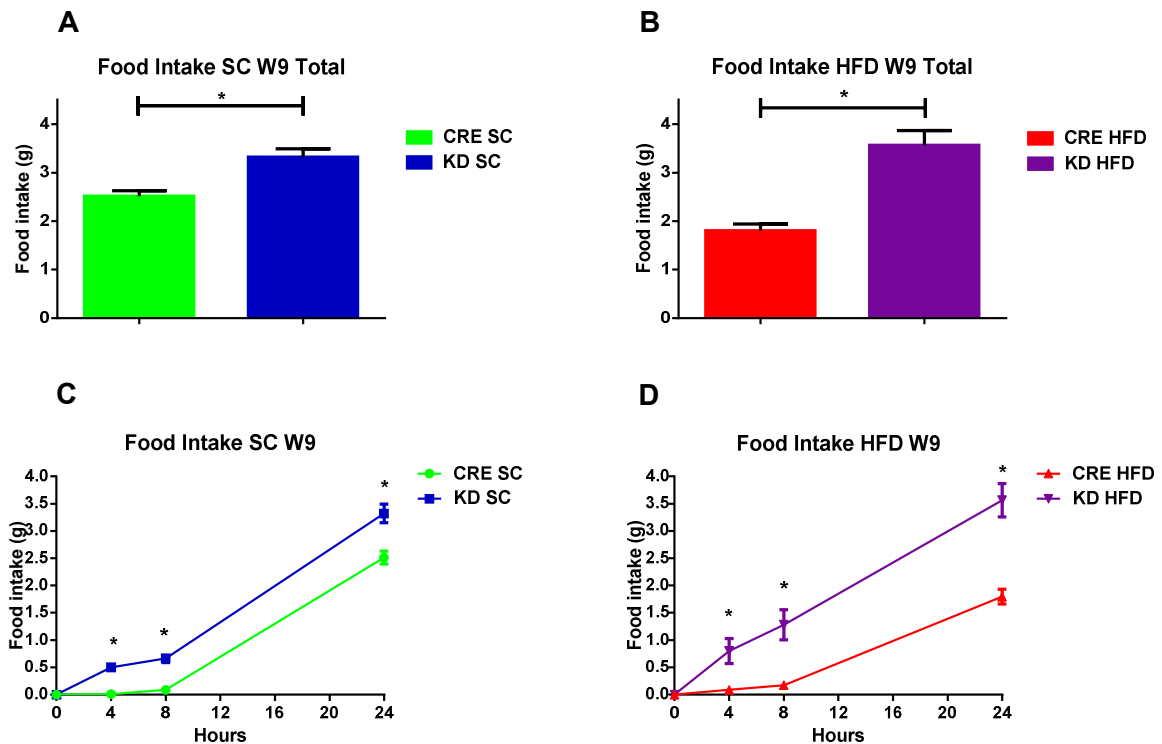 A
Food Intake SC W9 Total
*
Food intake (g)
4
3
2
1
0
CRE SC
KD SC
B
Food Intake HFD W9 Total
*
Food intake (g)
4
3
2
1
0
CRE HFD
KD HFD
C
Food Intake SC W9
Food intake (g)
4.0
3.5
3.0
2.5
2.0
1.5
1.0
0.5
0.0
* * *
0 4 8 12 16 20 24
Hours
CRE SC
KD SC
D
Food Intake HFD W9
Food intake (g)
4.0
3.5
3.0
2.5
2.0
1.5
1.0
0.5
0.0
* * *
0 4 8 12 16 20 24
Hours
CRE HFD
KD HFD